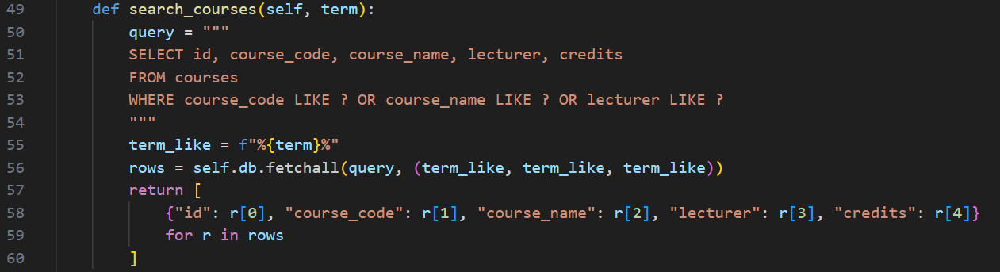 49 def search_courses(self, term):
50 query = """
51 SELECT id, course_code, course_name, lecturer, credits
52 FROM courses
53 WHERE course_code LIKE ? OR course_name LIKE ? OR lecturer LIKE ?
54 """
55 term_like = f"%{term}%"
56 rows = self.db.fetchall(query, (term_like, term_like, term_like))
57 return [
58 {"id": r[0], "course_code": r[1], "course_name": r[2], "lecturer": r[3], "credits": r[4]}
59 for r in rows
60 ]